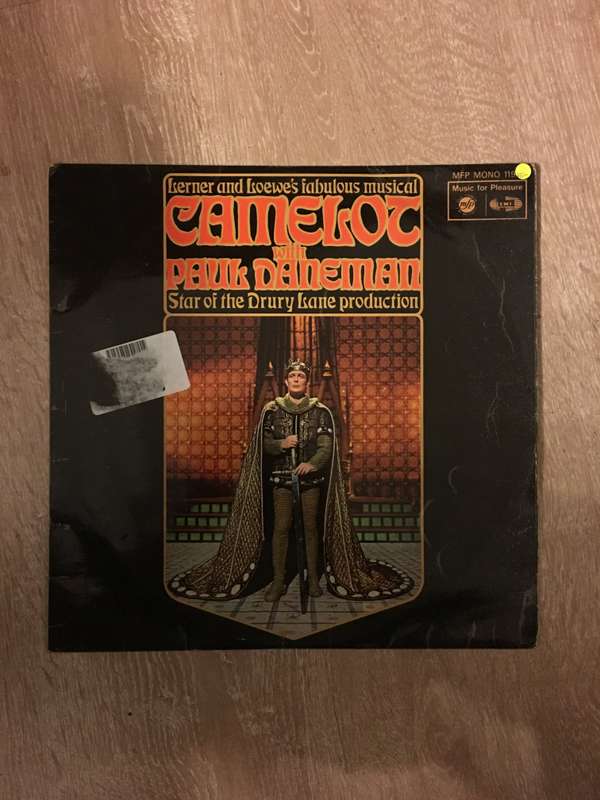 Lerner and Loewe's fabulous musical
CAMELOT
with
PAUL DANEMAN
Star of the Drury Lane production
MFP MONO
Music for Pleasure
mfp
EMI